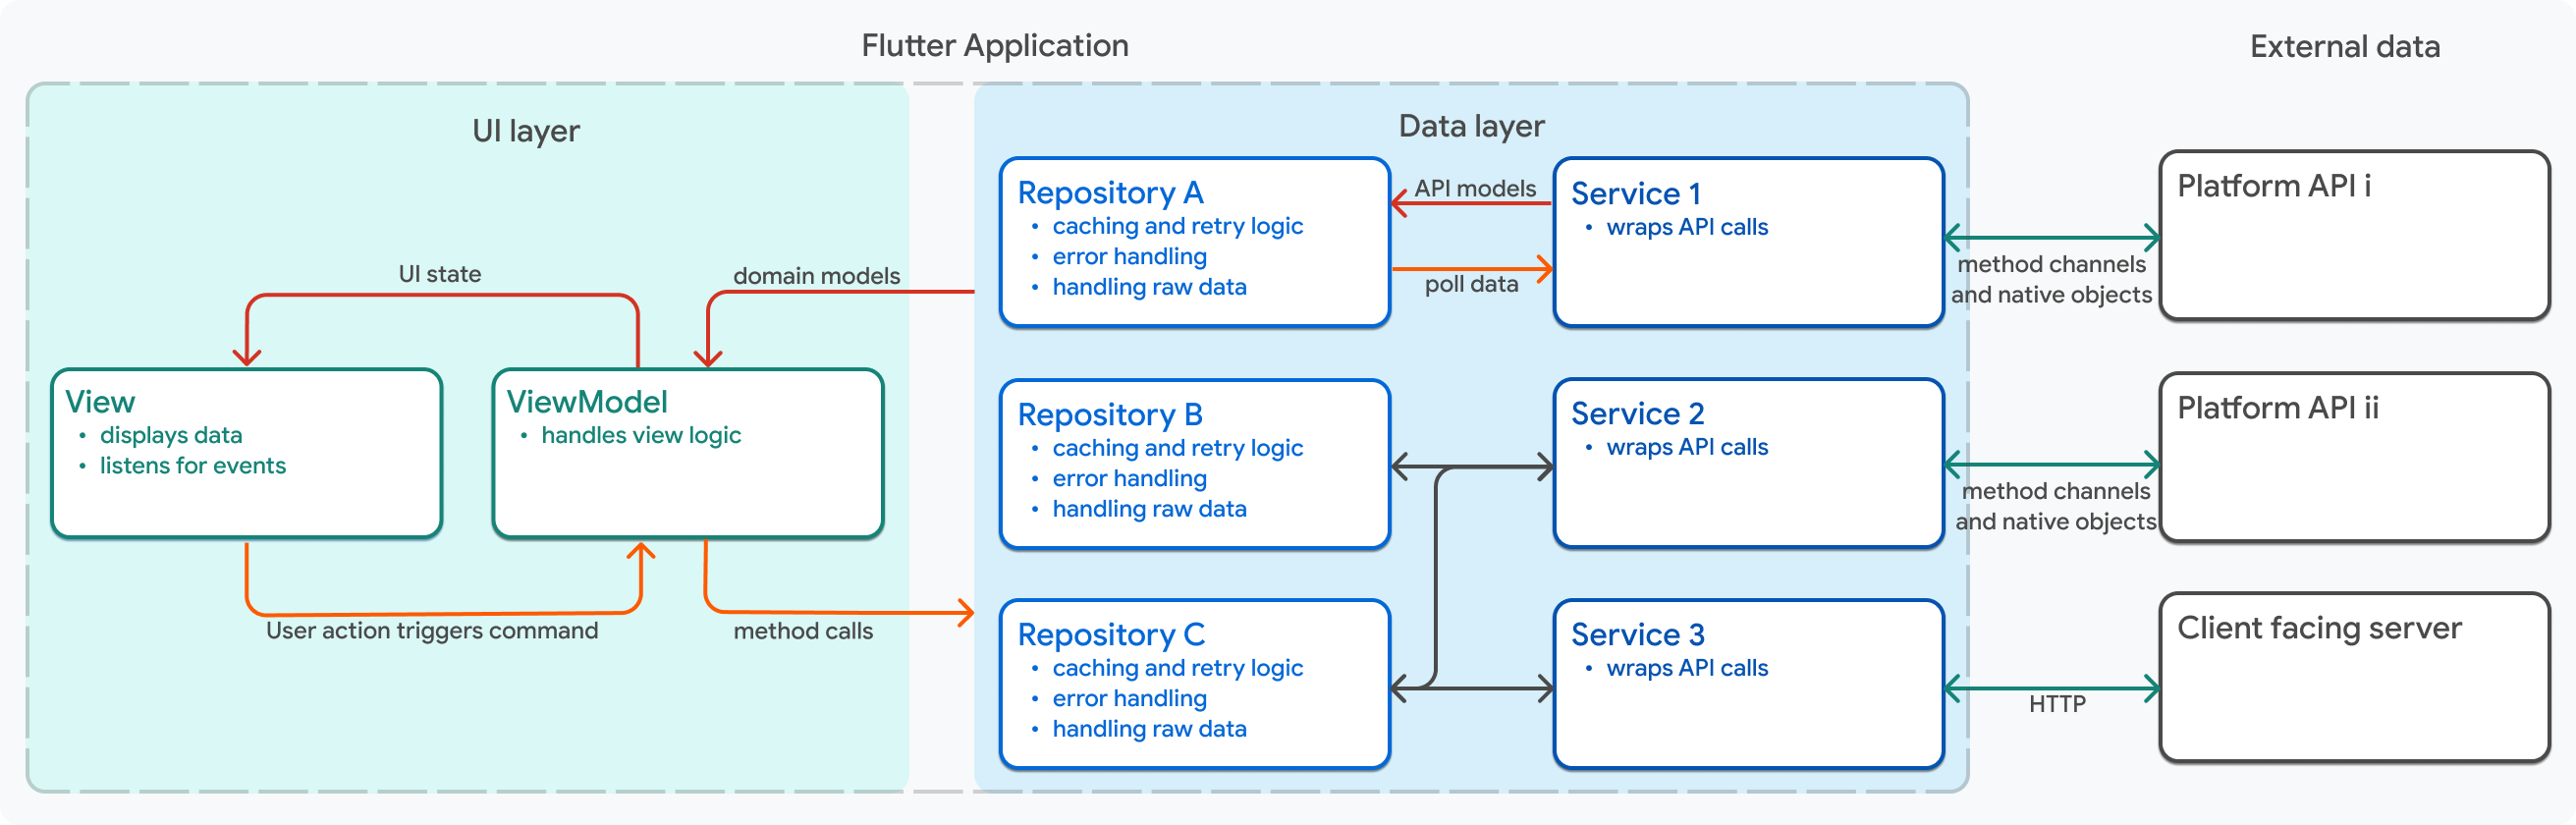 Flutter Application
External data
UI layer
Data layer
UI state
domain models
View
• displays data
• listens for events
ViewModel
• handles view logic
User action triggers command
method calls
Repository A
• caching and retry logic
• error handling
• handling raw data
API models
poll data
Service 1
• wraps API calls
method channels
and native objects
Platform API i
Repository B
• caching and retry logic
• error handling
• handling raw data
Service 2
• wraps API calls
method channels
and native objects
Platform API ii
Repository C
• caching and retry logic
• error handling
• handling raw data
Service 3
• wraps API calls
HTTP
Client facing server